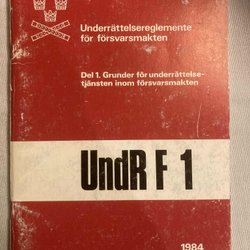 Underrättelsereglemente
för försvarsmakten
Del 1. Grunder för underrättelse-
tjänsten inom försvarsmakten
UndR F 1
1984